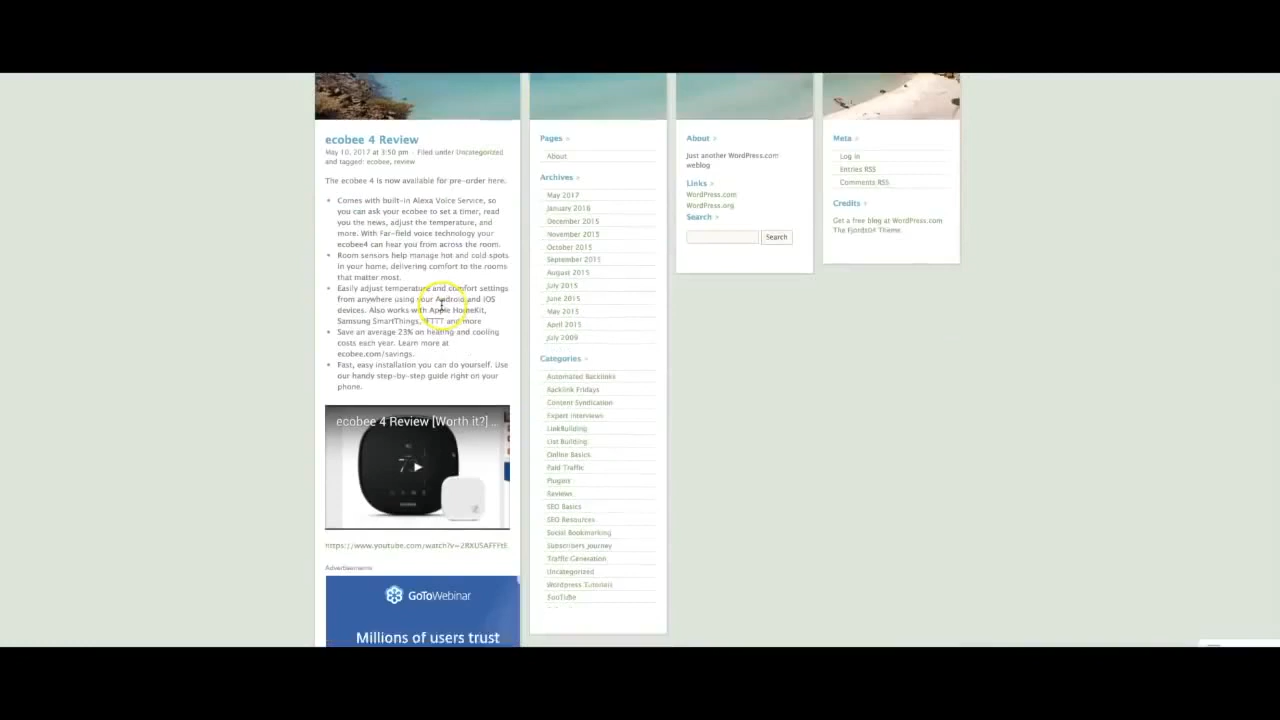 ecobee 4 Review
May 10, 2017 at 3:50 pm · Filed under Uncategorized
and tagged: ecobee, review
The ecobee 4 is now available for pre-order here.
Comes with built-in Alexa Voice Service, so
you can ask your ecobee to set a timer, read
you the news, adjust the temperature, and
more. With Far-field voice technology your
ecobee4 can hear you from across the room.
Room sensors help manage hot and cold spots
in your home, delivering comfort to the rooms
that matter most.
Easily adjust temperature and comfort settings
from anywhere using your Android and iOS
devices. Also works with Apple HomeKit,
Samsung SmartThings, IFTTT and more
Save an average 23% on heating and cooling
costs each year. Learn more at
ecobee.com/savings.
Fast, easy installation you can do yourself. Use
our handy step-by-step guide right on your
phone.
ecobee 4 Review [Worth it?] ...
https://www.youtube.com/watch?v=
Advertisements
GoToWebinar
Millions of users trust
Pages »
About
Archives »
May 2017
January 2016
December 2015
November 2015
October 2015
September 2015
August 2015
July 2015
June 2015
May 2015
April 2015
July 2009
Categories »
Automated Backlinks
Backlink Fridays
Content Syndication
Expert Interviews
LinkBuilding
List Building
Online Basics
Paid Traffic
Plugins
Reviews
SEO Basics
SEO Resources
Social Bookmarking
Subscribers Journey
Traffic Generation
Uncategorized
Wordpress Tutorials
YouTube
About »
Just another WordPress.com
weblog
Links »
WordPress.com
WordPress.org
Search »
Search
Meta »
Log in
Entries RSS
Comments RSS
Credits »
Get a free blog at WordPress.com
The Fjords04 Theme.